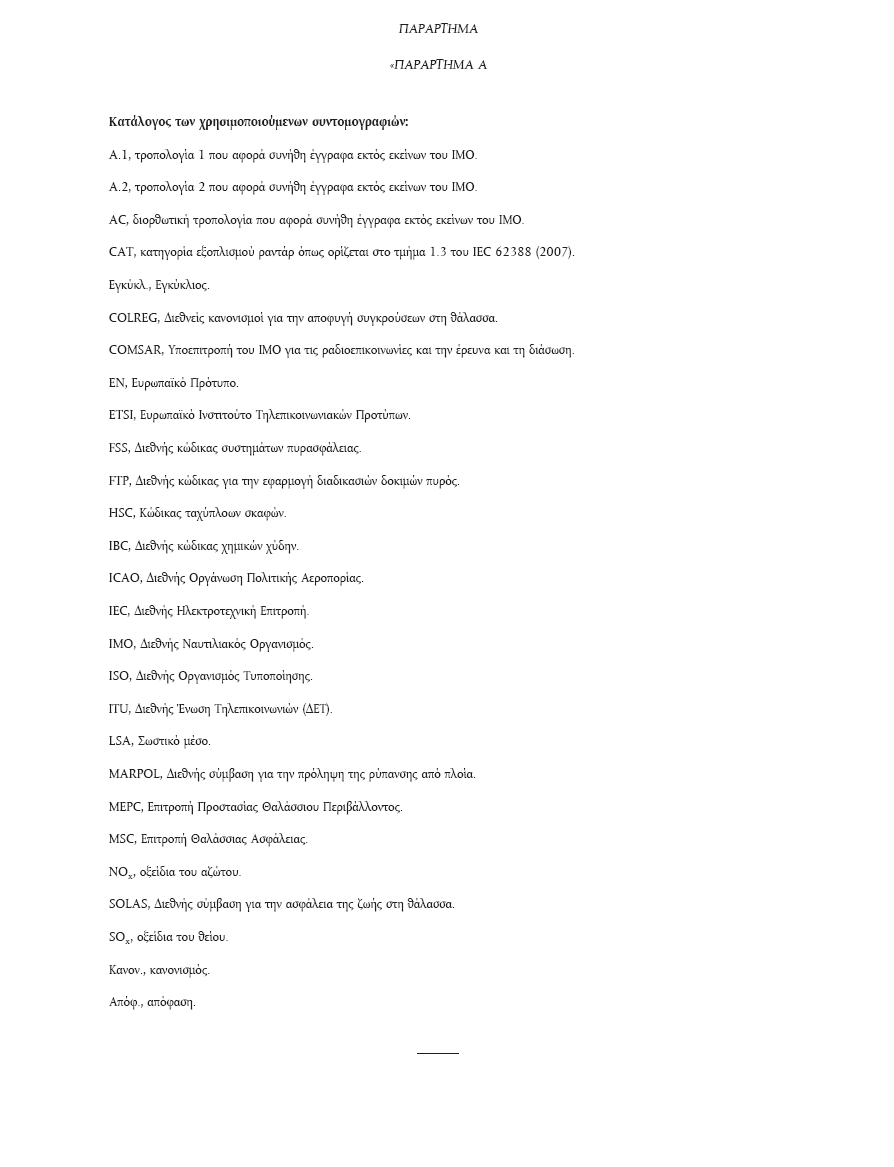 ΠΑΡΑΡΤΗΜΑ
«ΠΑΡΑΡΤΗΜΑ Α
Κατάλογος των χρησιμοποιούμενων συντομογραφιών:
A.1, τροπολογία 1 που αφορά συνήθη έγγραφα εκτός εκείνων του ΙΜΟ.
A.2, τροπολογία 2 που αφορά συνήθη έγγραφα εκτός εκείνων του ΙΜΟ.
AC, διορθωτική τροπολογία που αφορά συνήθη έγγραφα εκτός εκείνων του ΙΜΟ.
CAT, κατηγορία εξοπλισμού ραντάρ όπως ορίζεται στο τμήμα 1.3 του IEC 62388 (2007).
Εγκύκλ., Εγκύκλιος.
COLREG, Διεθνείς κανονισμοί για την αποφυγή συγκρούσεων στη θάλασσα.
COMSAR, Υποεπιτροπή του ΙΜΟ για τις ραδιοεπικοινωνίες και την έρευνα και τη διάσωση.
EN, Ευρωπαϊκό Πρότυπο.
ETSI, Ευρωπαϊκό Ινστιτούτο Τηλεπικοινωνιακών Προτύπων.
FSS, Διεθνής κώδικας συστημάτων πυρασφάλειας.
FTP, Διεθνής κώδικας για την εφαρμογή διαδικασιών δοκιμών πυρός.
HSC, Κώδικας ταχύπλοων σκαφών.
IBC, Διεθνής κώδικας χημικών χύδην.
ICAO, Διεθνής Οργάνωση Πολιτικής Αεροπορίας.
IEC, Διεθνής Ηλεκτροτεχνική Επιτροπή.
IMO, Διεθνής Ναυτιλιακός Οργανισμός.
ISO, Διεθνής Οργανισμός Τυποποίησης.
ITU, Διεθνής Ένωση Τηλεπικοινωνιών (ΔΕΤ).
LSA, Σωστικό μέσο.
MARPOL, Διεθνής σύμβαση για την πρόληψη της ρύπανσης από πλοία.
MEPC, Επιτροπή Προστασίας Θαλάσσιου Περιβάλλοντος.
MSC, Επιτροπή Θαλάσσιας Ασφάλειας.
NOx, οξείδια του αζώτου.
SOLAS, Διεθνής σύμβαση για την ασφάλεια της ζωής στη θάλασσα.
SOx, οξείδια του θείου.
Κανον., κανονισμός.
Απόφ., απόφαση.